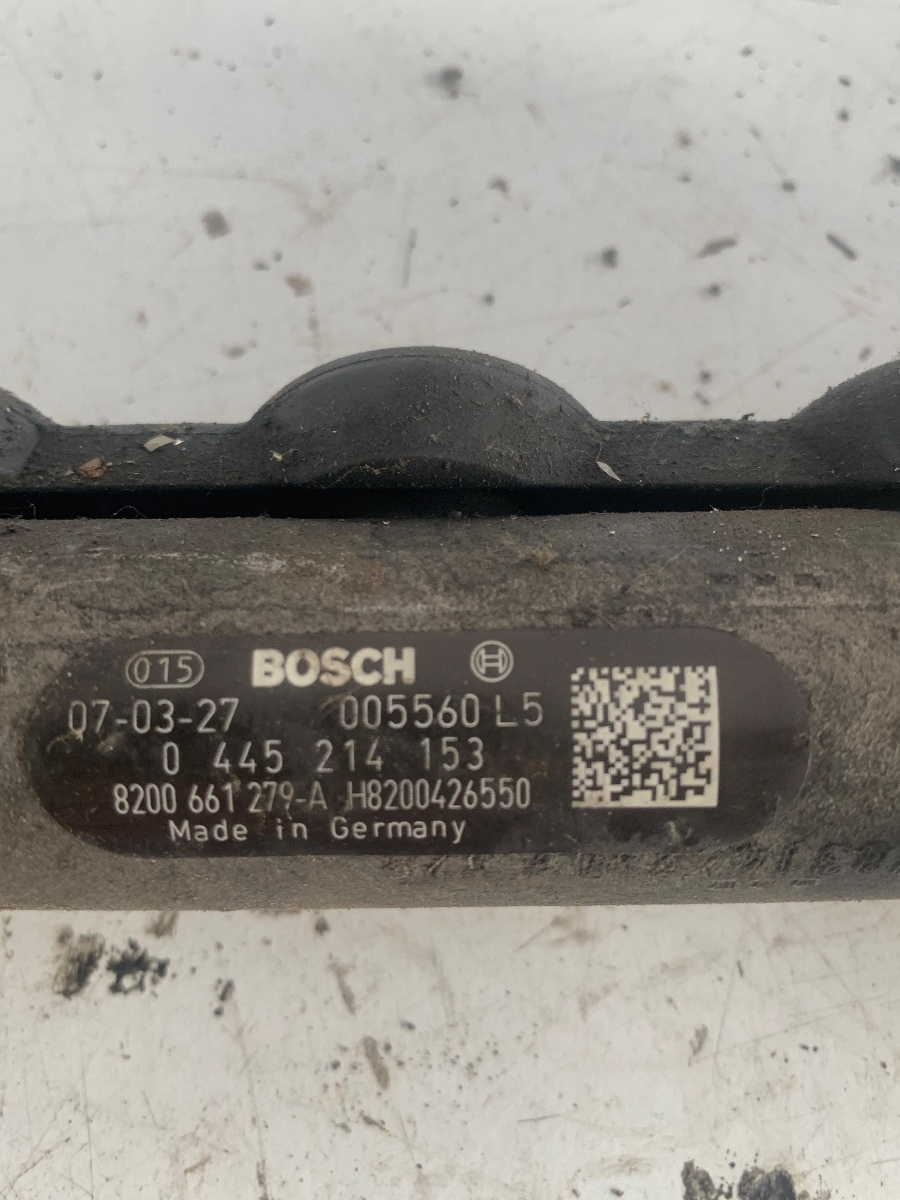 015 BOSCH
07-03-27 005560 L5
0 445 214 153
8200 661 279-A H8200426550
Made in Germany